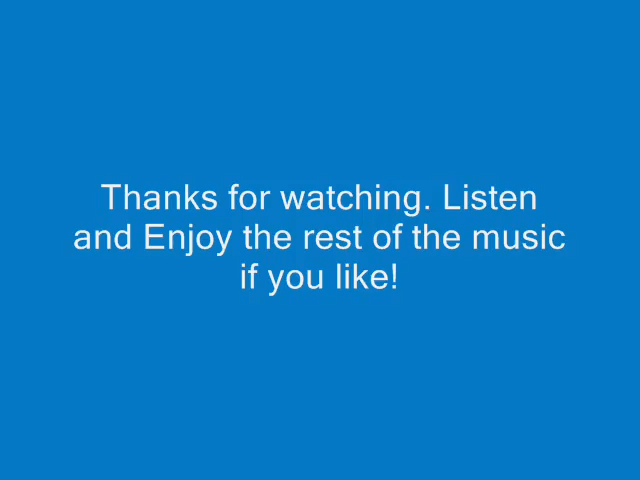 Thanks for watching. Listen
and Enjoy the rest of the music
if you like!